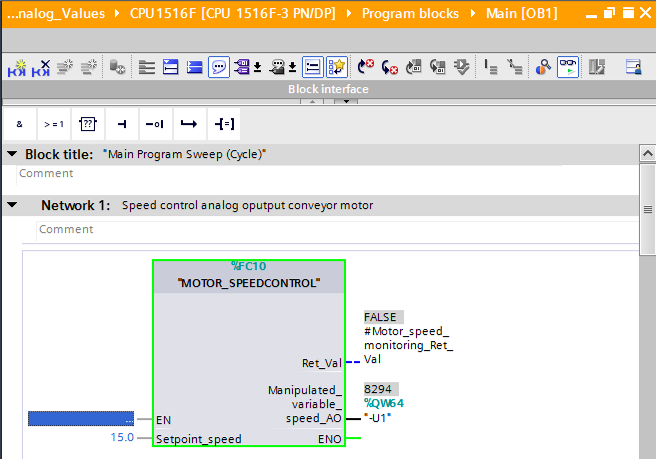 ...nalog_Values ▸ CPU1516F [CPU 1516F-3 PN/DP] ▸ Program blocks ▸ Main [OB1]
Block interface
& >=1 ??
Block title: "Main Program Sweep (Cycle)"
Comment
Network 1: Speed control analog oputput conveyor motor
Comment
%FC10
"MOTOR_SPEEDCONTROL"
FALSE
#Motor_speed_
monitoring_Ret_
Ret_Val Val
Manipulated_ 8294
variable_ %QW64
speed_AO "-U1"
... EN
15.0 Setpoint_speed ENO